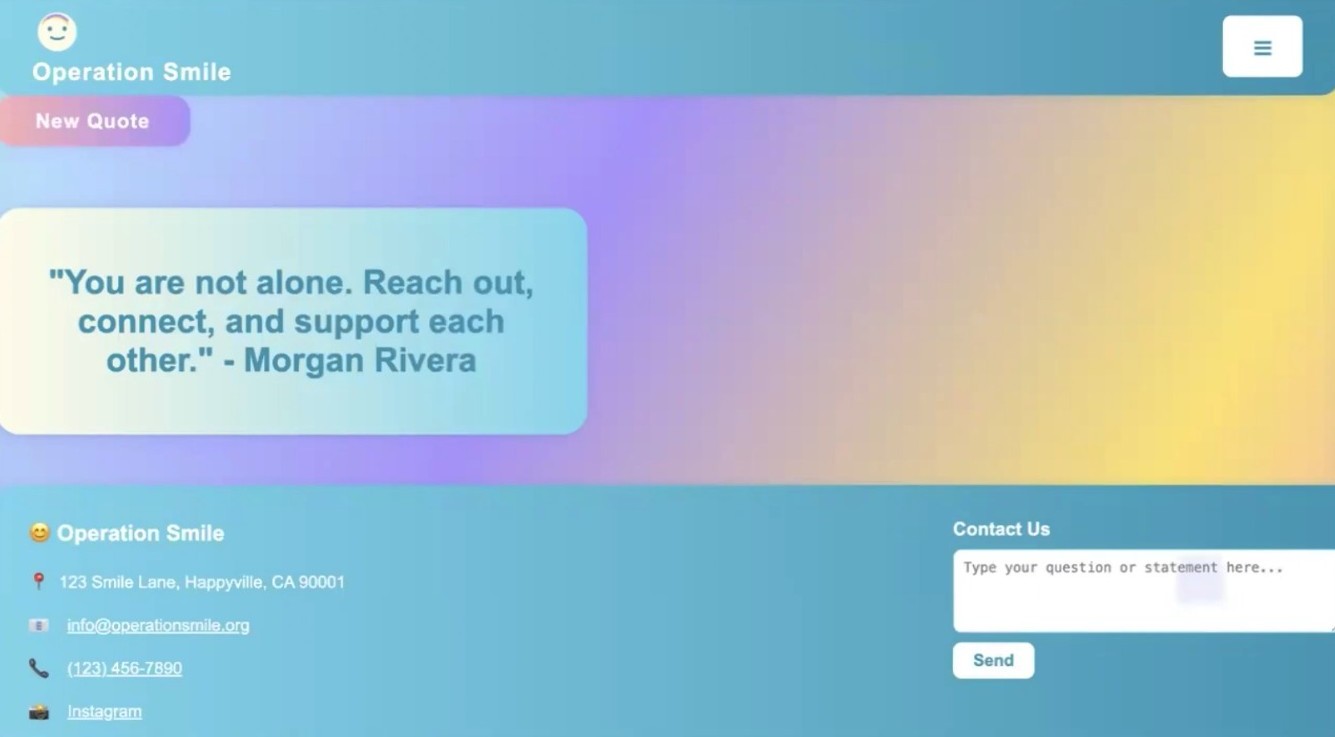 Operation Smile
New Quote
"You are not alone. Reach out,
connect, and support each
other." - Morgan Rivera
😊 Operation Smile
📍 123 Smile Lane, Happyville, CA 90001
📧 info@operationsmile.org
📞 (123) 456-7890
📸 Instagram
Contact Us
Type your question or statement here...
Send